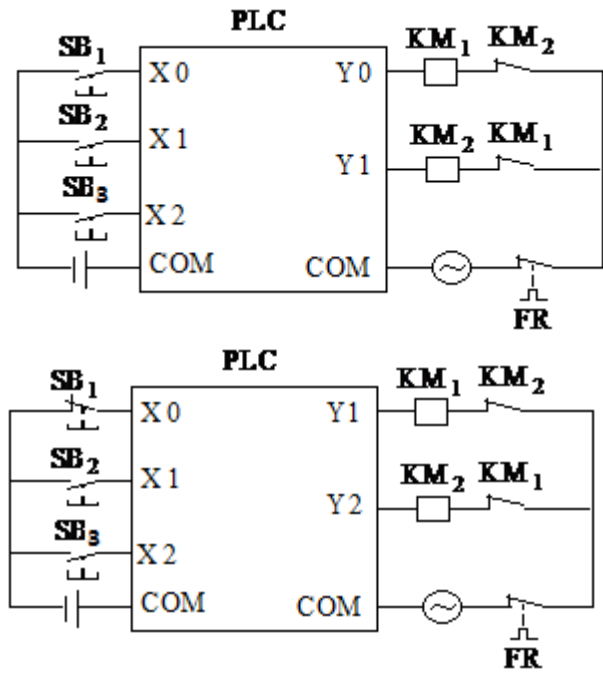 PLC
SB1 X0 Y0 KM1 KM2
SB2 X1 Y1 KM2 KM1
SB3 X2
COM COM
FR
PLC
SB1 X0 Y1 KM1 KM2
SB2 X1 Y2 KM2 KM1
SB3 X2
COM COM
FR